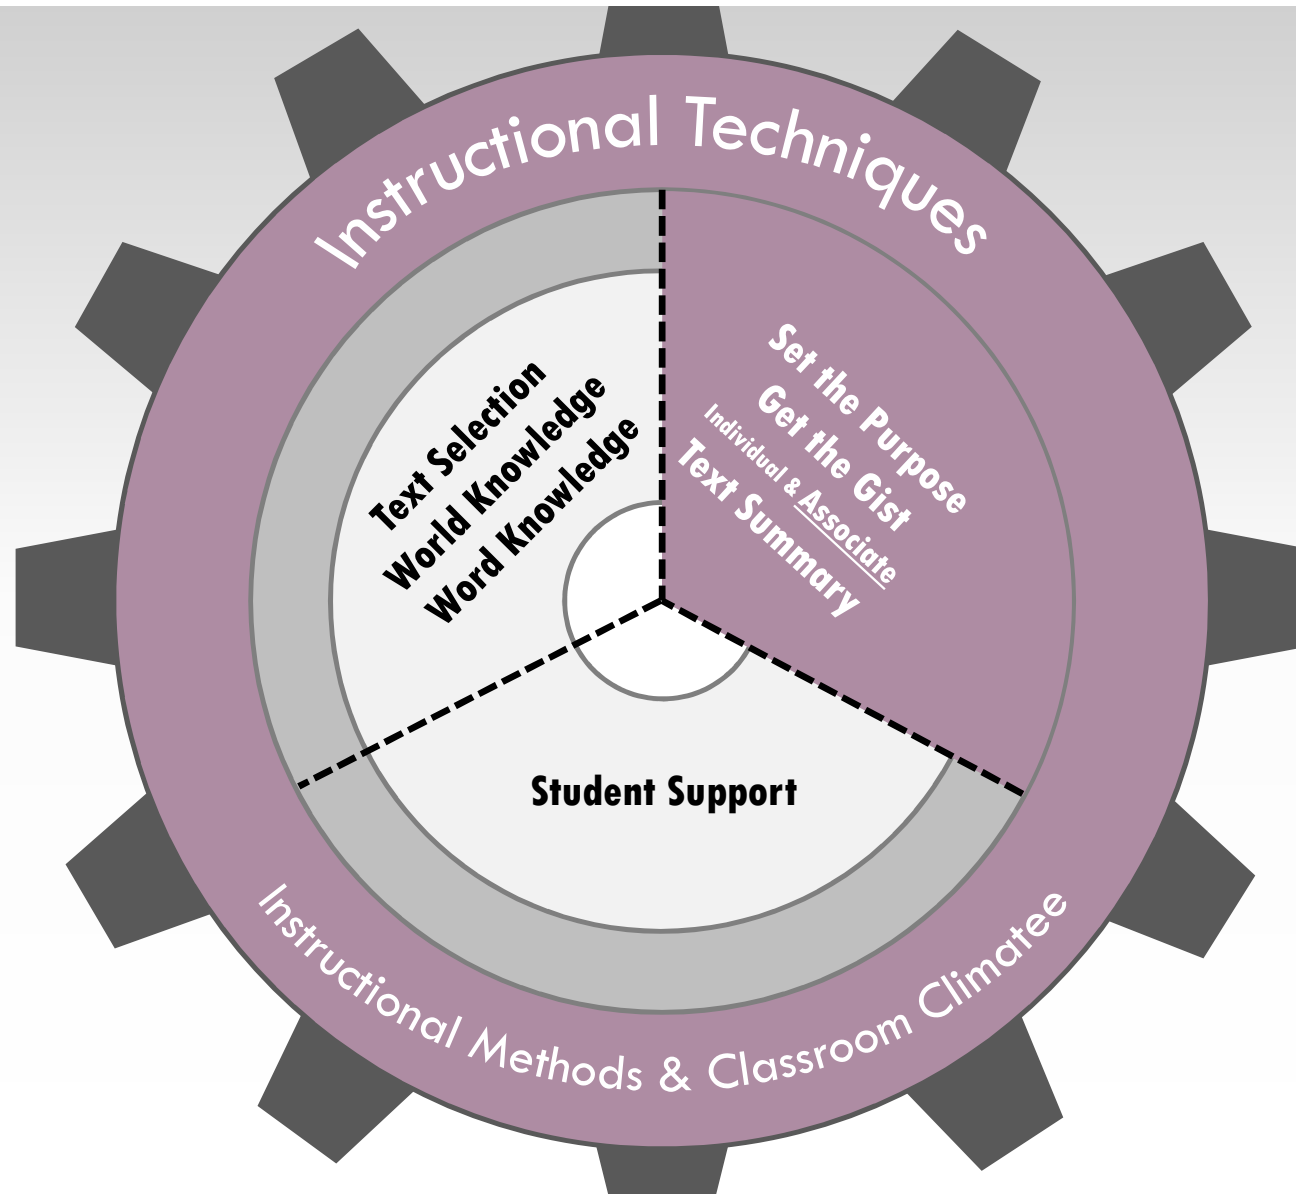 Instructional Techniques
Text Selection
World Knowledge
Word Knowledge
Set the Purpose
Get the Gist
Individual & Associate
Text Summary
Student Support
Instructional Methods & Classroom Climatee